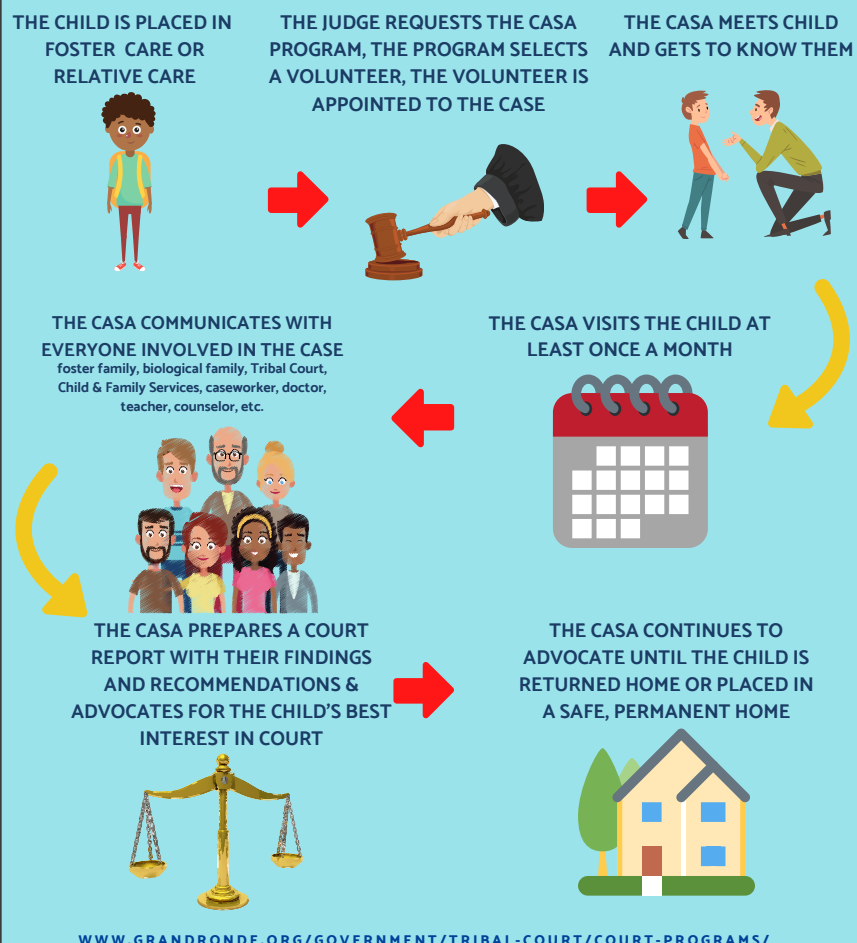 THE CHILD IS PLACED IN
FOSTER CARE OR
RELATIVE CARE
THE JUDGE REQUESTS THE CASA
PROGRAM, THE PROGRAM SELECTS
A VOLUNTEER, THE VOLUNTEER IS
APPOINTED TO THE CASE
THE CASA MEETS CHILD
AND GETS TO KNOW THEM
THE CASA VISITS THE CHILD AT
LEAST ONCE A MONTH
THE CASA COMMUNICATES WITH
EVERYONE INVOLVED IN THE CASE
foster family, biological family, Tribal Court,
Child & Family Services, caseworker, doctor,
teacher, counselor, etc.
THE CASA PREPARES A COURT
REPORT WITH THEIR FINDINGS
AND RECOMMENDATIONS &
ADVOCATES FOR THE CHILD'S BEST
INTEREST IN COURT
THE CASA CONTINUES TO
ADVOCATE UNTIL THE CHILD IS
RETURNED HOME OR PLACED IN
A SAFE, PERMANENT HOME
WWW.GRANDRONDE.ORG/GOVERNMENT/TRIBAL-COURT/COURT-PROGRAMS/